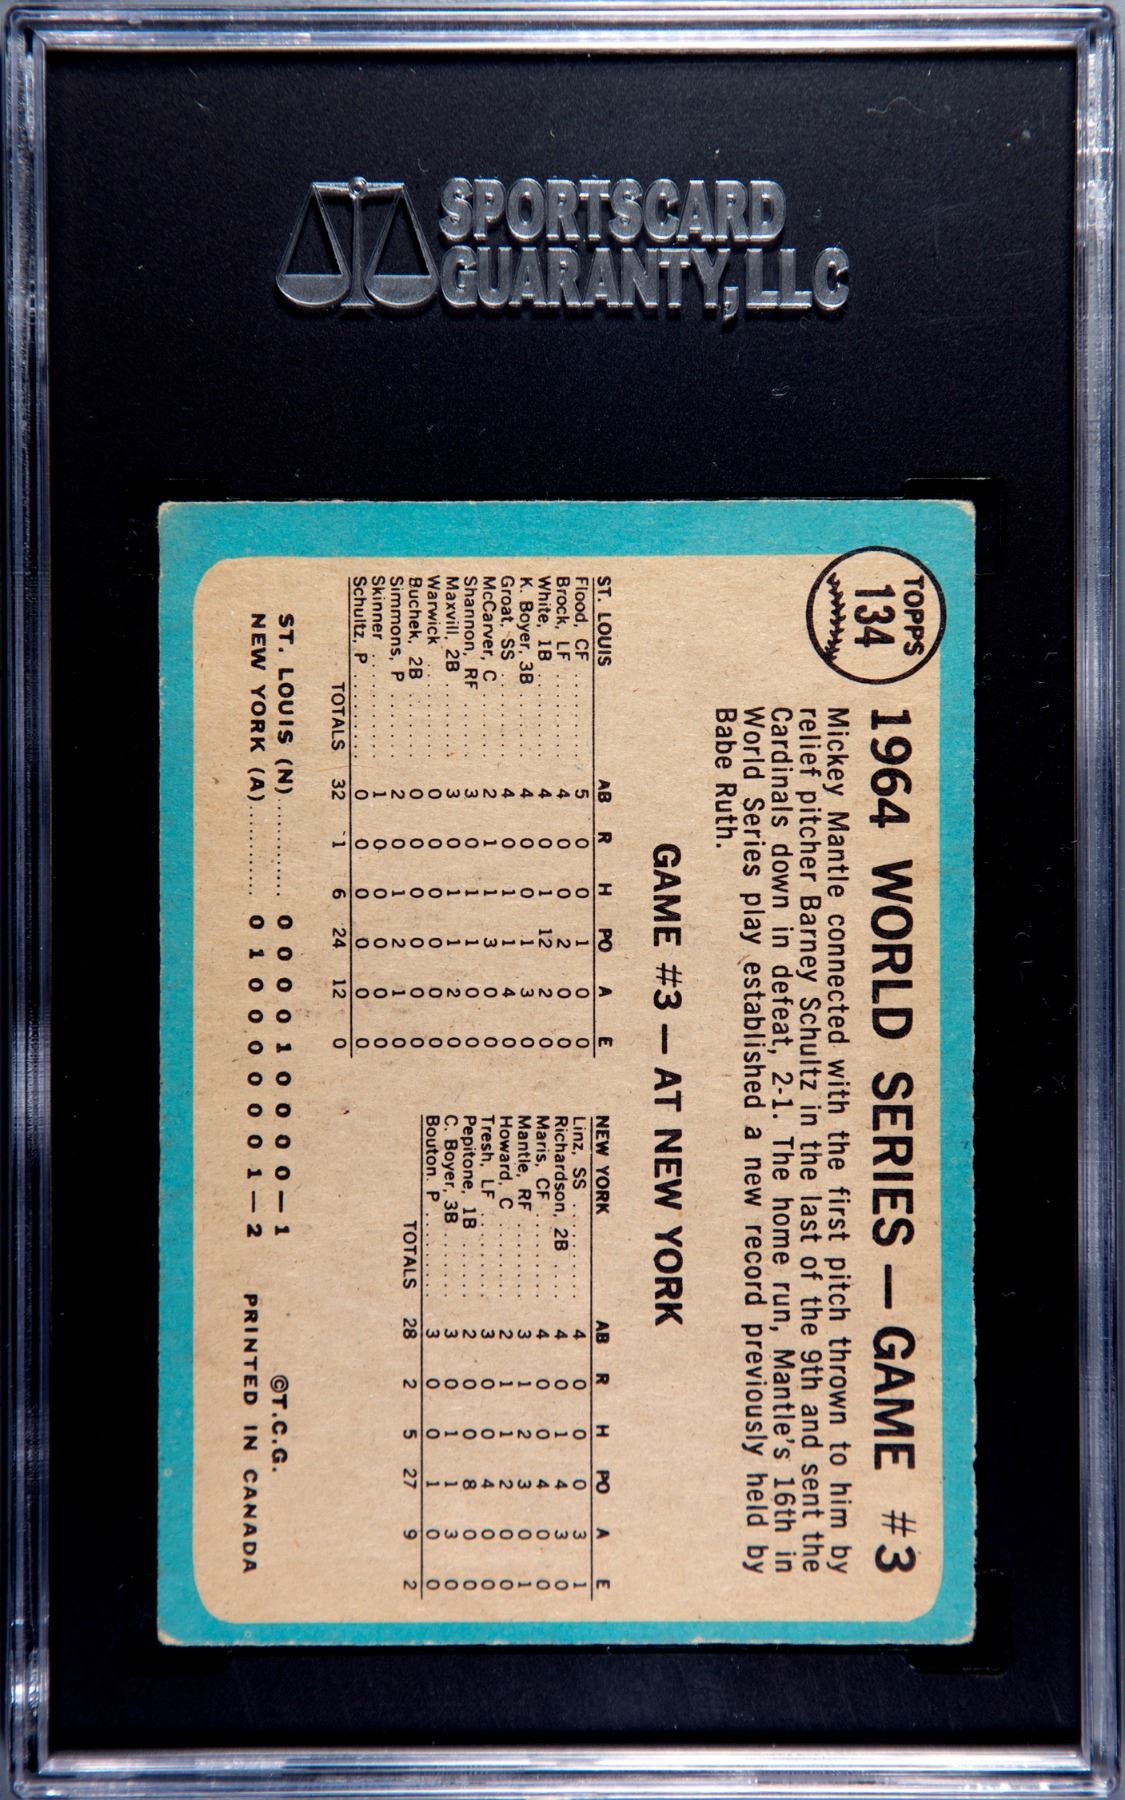 SPORTSCARD
GUARANTY, LLC
TOPPS
134
1964 WORLD SERIES — GAME #3
Mickey Mantle connected with the first pitch thrown to him by
relief pitcher Barney Schultz in the last of the 9th and sent the
Cardinals down in defeat, 2-1. The home run, Mantle's 16th in
World Series play established a new record previously held by
Babe Ruth.
GAME #3 — AT NEW YORK
ST. LOUIS AB R H PO A E
Flood, CF 5 0 0 1 0 0
Brock, LF 4 0 0 2 0 0
White, 1B 4 0 1 12 2 0
K. Boyer, 3B 4 0 0 1 3 0
Groat, SS 4 0 1 1 4 0
McCarver, C 2 1 1 3 0 0
Shannon, RF 3 0 1 1 0 0
Maxvill, 2B 3 0 1 1 2 0
Warwick 0 0 0 0 0 0
Buchek, 2B 0 0 0 0 0 0
Simmons, P 2 0 1 2 1 0
Skinner 1 0 0 0 0 0
Schultz, P 0 0 0 0 0 0
TOTALS 32 1 6 24 12 0
NEW YORK AB R H PO A E
Linz, SS 4 0 0 0 3 1
Richardson, 2B 4 0 1 4 3 0
Maris, CF 4 0 0 4 0 0
Mantle, RF 3 1 2 3 0 1
Howard, C 2 1 1 2 0 0
Tresh, LF 3 0 0 4 0 0
Pepitone, 1B 2 0 0 8 0 0
C. Boyer, 3B 3 0 1 1 3 0
Bouton P 3 0 0 1 0 0
TOTALS 28 2 5 27 9 2
ST. LOUIS (N) 0 0 0 0 1 0 0 0 0 — 1
NEW YORK (A) 0 1 0 0 0 0 0 0 1 — 2
©T.C.G.
PRINTED IN CANADA